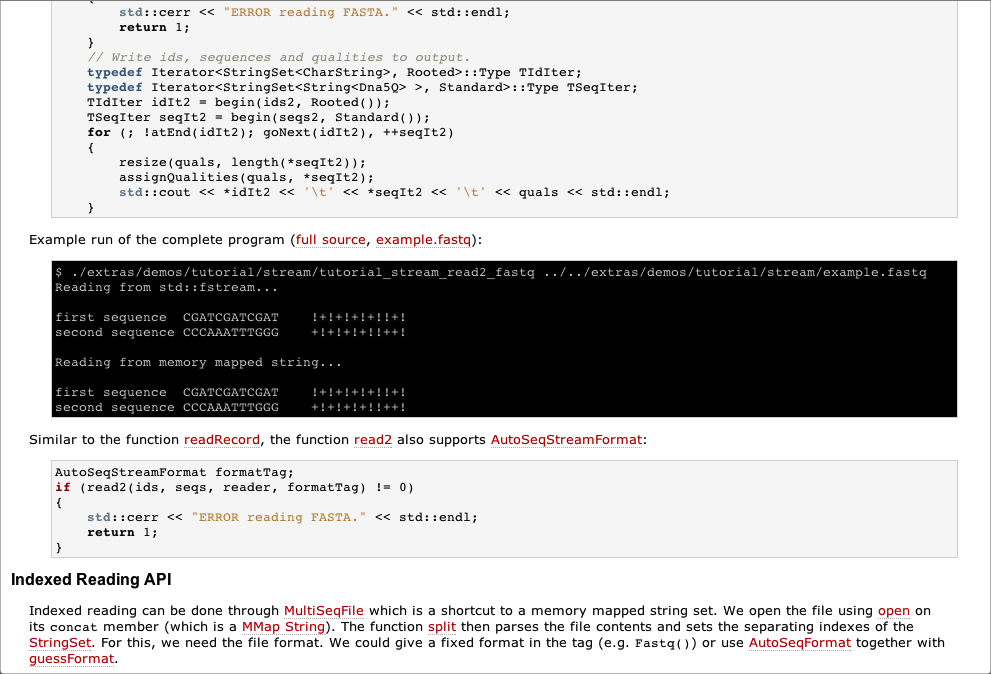 {
        std::cerr << "ERROR reading FASTA." << std::endl;
        return 1;
    }
    // Write ids, sequences and qualities to output.
    typedef Iterator<StringSet<CharString>, Rooted>::Type TIdIter;
    typedef Iterator<StringSet<String<Dna5Q> >, Standard>::Type TSeqIter;
    TIdIter idIt2 = begin(ids2, Rooted());
    TSeqIter seqIt2 = begin(seqs2, Standard());
    for (; !atEnd(idIt2); goNext(idIt2), ++seqIt2)
    {
        resize(quals, length(*seqIt2));
        assignQualities(quals, *seqIt2);
        std::cout << *idIt2 << '\t' << *seqIt2 << '\t' << quals << std::endl;
    }
Example run of the complete program (full source, example.fastq):
$ ./extras/demos/tutorial/stream/tutorial_stream_read2_fastq ../../extras/demos/tutorial/stream/example.fastq
Reading from std::fstream...
first sequence  CGATCGATCGAT    !+!+!+!+!!+!
second sequence CCCAAATTTGGG    +!+!+!+!!++!
Reading from memory mapped string...
first sequence  CGATCGATCGAT    !+!+!+!+!!+!
second sequence CCCAAATTTGGG    +!+!+!+!!++!
Similar to the function readRecord, the function read2 also supports AutoSeqStreamFormat:
AutoSeqStreamFormat formatTag;
if (read2(ids, seqs, reader, formatTag) != 0)
{
    std::cerr << "ERROR reading FASTA." << std::endl;
    return 1;
}
Indexed Reading API
Indexed reading can be done through MultiSeqFile which is a shortcut to a memory mapped string set. We open the file using open on
its concat member (which is a MMap String). The function split then parses the file contents and sets the separating indexes of the
StringSet. For this, we need the file format. We could give a fixed format in the tag (e.g. Fastq()) or use AutoSeqFormat together with
guessFormat.